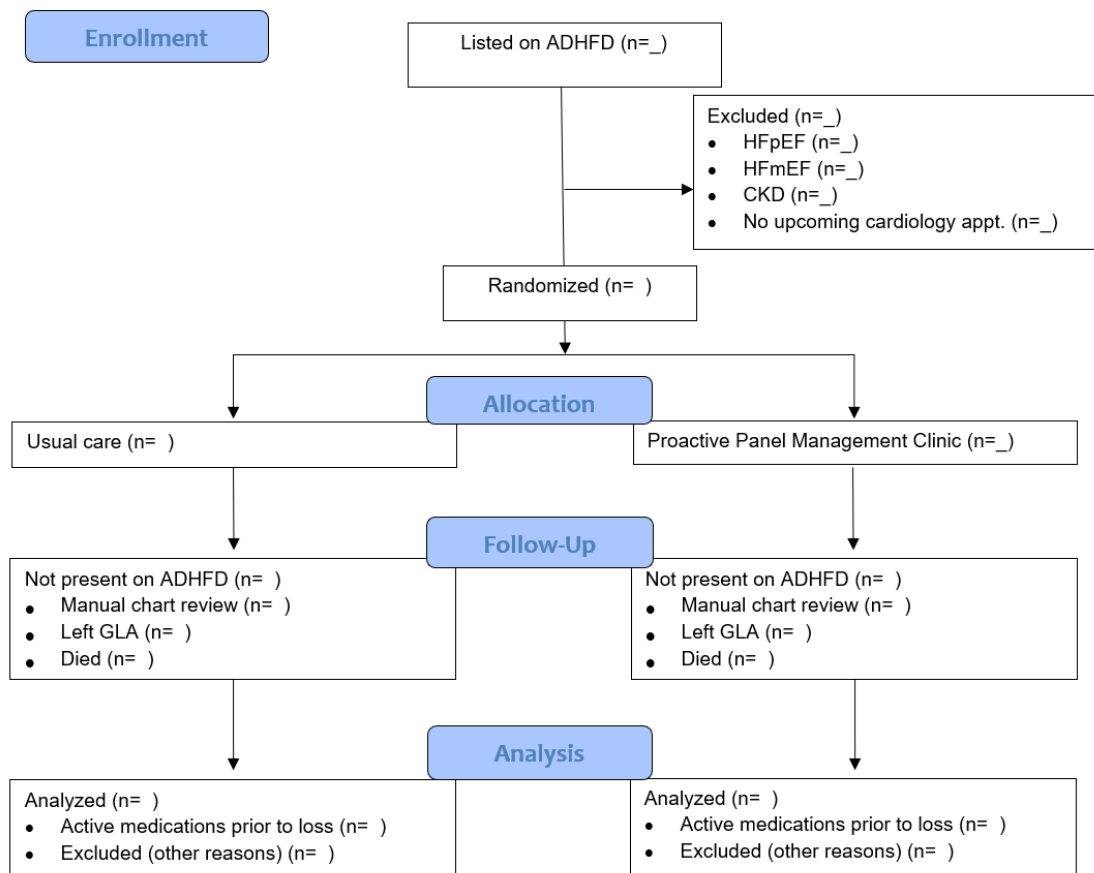 Enrollment
Listed on ADHFD (n=_)
Excluded (n=_)
• HFpEF (n=_)
• HFmEF (n=_)
• CKD (n=_)
• No upcoming cardiology appt. (n=_)
Randomized (n= )
Allocation
Usual care (n= )
Proactive Panel Management Clinic (n=_)
Follow-Up
Not present on ADHFD (n= )
• Manual chart review (n= )
• Left GLA (n= )
• Died (n= )
Not present on ADHFD (n= )
• Manual chart review (n= )
• Left GLA (n= )
• Died (n= )
Analysis
Analyzed (n= )
• Active medications prior to loss (n= )
• Excluded (other reasons) (n= )
Analyzed (n= )
• Active medications prior to loss (n= )
• Excluded (other reasons) (n= )